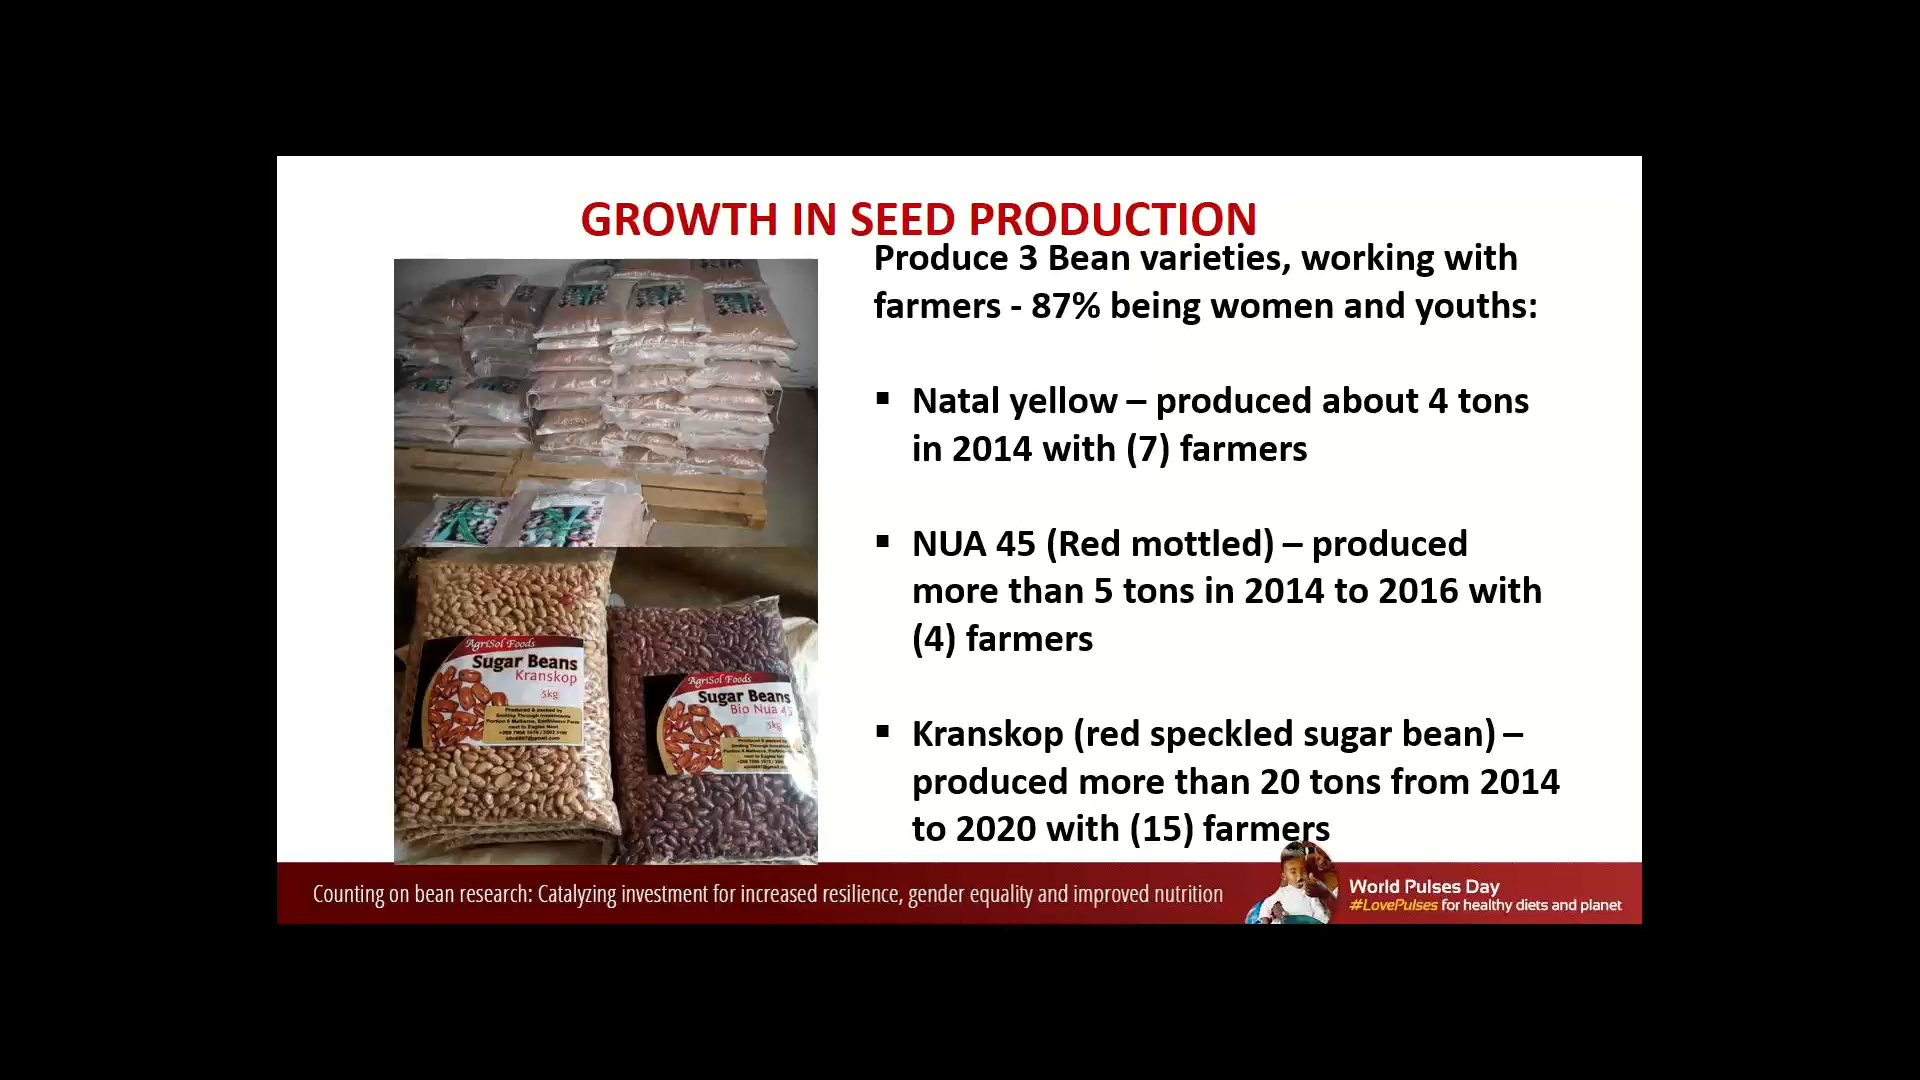 GROWTH IN SEED PRODUCTION
Produce 3 Bean varieties, working with
farmers - 87% being women and youths:
▪ Natal yellow – produced about 4 tons
in 2014 with (7) farmers
▪ NUA 45 (Red mottled) – produced
more than 5 tons in 2014 to 2016 with
(4) farmers
▪ Kranskop (red speckled sugar bean) –
produced more than 20 tons from 2014
to 2020 with (15) farmers
AgriSol Foods
Sugar Beans
Kranskop
5kg
Produced & packed by
AgriSol Foods
Sugar Beans
Bio Nua 45
5kg
Counting on bean research: Catalyzing investment for increased resilience, gender equality and improved nutrition
World Pulses Day
#LovePulses for healthy diets and planet